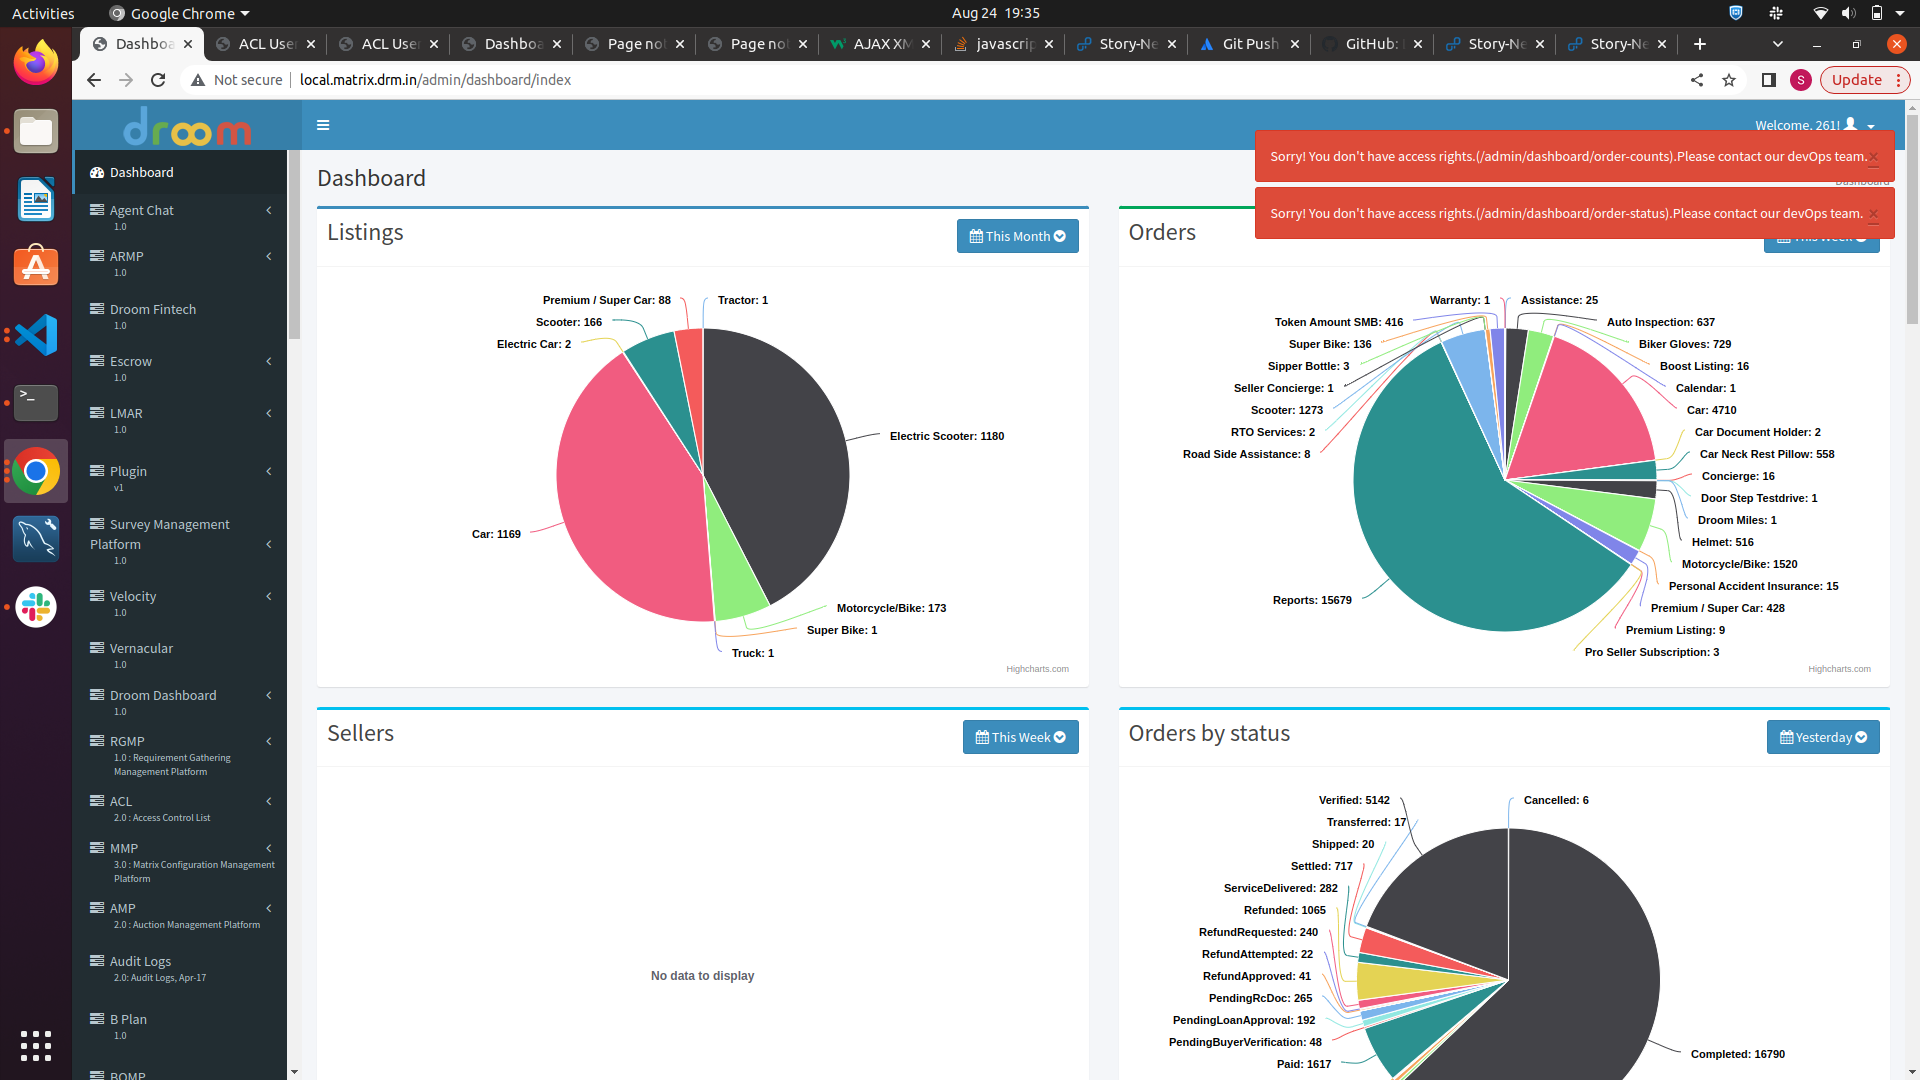 Activities
Google Chrome
Aug 24 19:35
Dashboa
ACL Use
ACL Use
Dashboa
Page no
Page no
AJAX XM
javascrip
Story-Ne
Git Push
GitHub:
Story-Ne
Story-Ne
Not secure
local.matrix.drm.in/admin/dashboard/index
S
Update
droom
Welcome, 261!
Sorry! You don't have access rights.(/admin/dashboard/order-counts).Please contact our devOps team.
Sorry! You don't have access rights.(/admin/dashboard/order-status).Please contact our devOps team.
Dashboard
Agent Chat
1.0
ARMP
1.0
Droom Fintech
1.0
Escrow
1.0
LMAR
1.0
Plugin
v1
Survey Management
Platform
1.0
Velocity
1.0
Vernacular
1.0
Droom Dashboard
1.0
RGMP
1.0 : Requirement Gathering
Management Platform
ACL
2.0 : Access Control List
MMP
3.0 : Matrix Configuration Management
Platform
AMP
2.0 : Auction Management Platform
Audit Logs
2.0: Audit Logs, Apr-17
B Plan
1.0
BOMP
Dashboard
Dashboard
Listings
This Month
Premium / Super Car: 88
Tractor: 1
Scooter: 166
Electric Car: 2
Electric Scooter: 1180
Car: 1169
Motorcycle/Bike: 173
Super Bike: 1
Truck: 1
Highcharts.com
Orders
This Week
Warranty: 1
Assistance: 25
Token Amount SMB: 416
Auto Inspection: 637
Super Bike: 136
Biker Gloves: 729
Sipper Bottle: 3
Boost Listing: 16
Seller Concierge: 1
Calendar: 1
Scooter: 1273
Car: 4710
RTO Services: 2
Car Document Holder: 2
Road Side Assistance: 8
Car Neck Rest Pillow: 558
Concierge: 16
Door Step Testdrive: 1
Droom Miles: 1
Helmet: 516
Motorcycle/Bike: 1520
Personal Accident Insurance: 15
Reports: 15679
Premium / Super Car: 428
Premium Listing: 9
Pro Seller Subscription: 3
Highcharts.com
Sellers
This Week
No data to display
Orders by status
Yesterday
Verified: 5142
Cancelled: 6
Transferred: 17
Shipped: 20
Settled: 717
ServiceDelivered: 282
Refunded: 1065
RefundRequested: 240
RefundAttempted: 22
RefundApproved: 41
PendingRcDoc: 265
PendingLoanApproval: 192
PendingBuyerVerification: 48
Paid: 1617
Completed: 16790